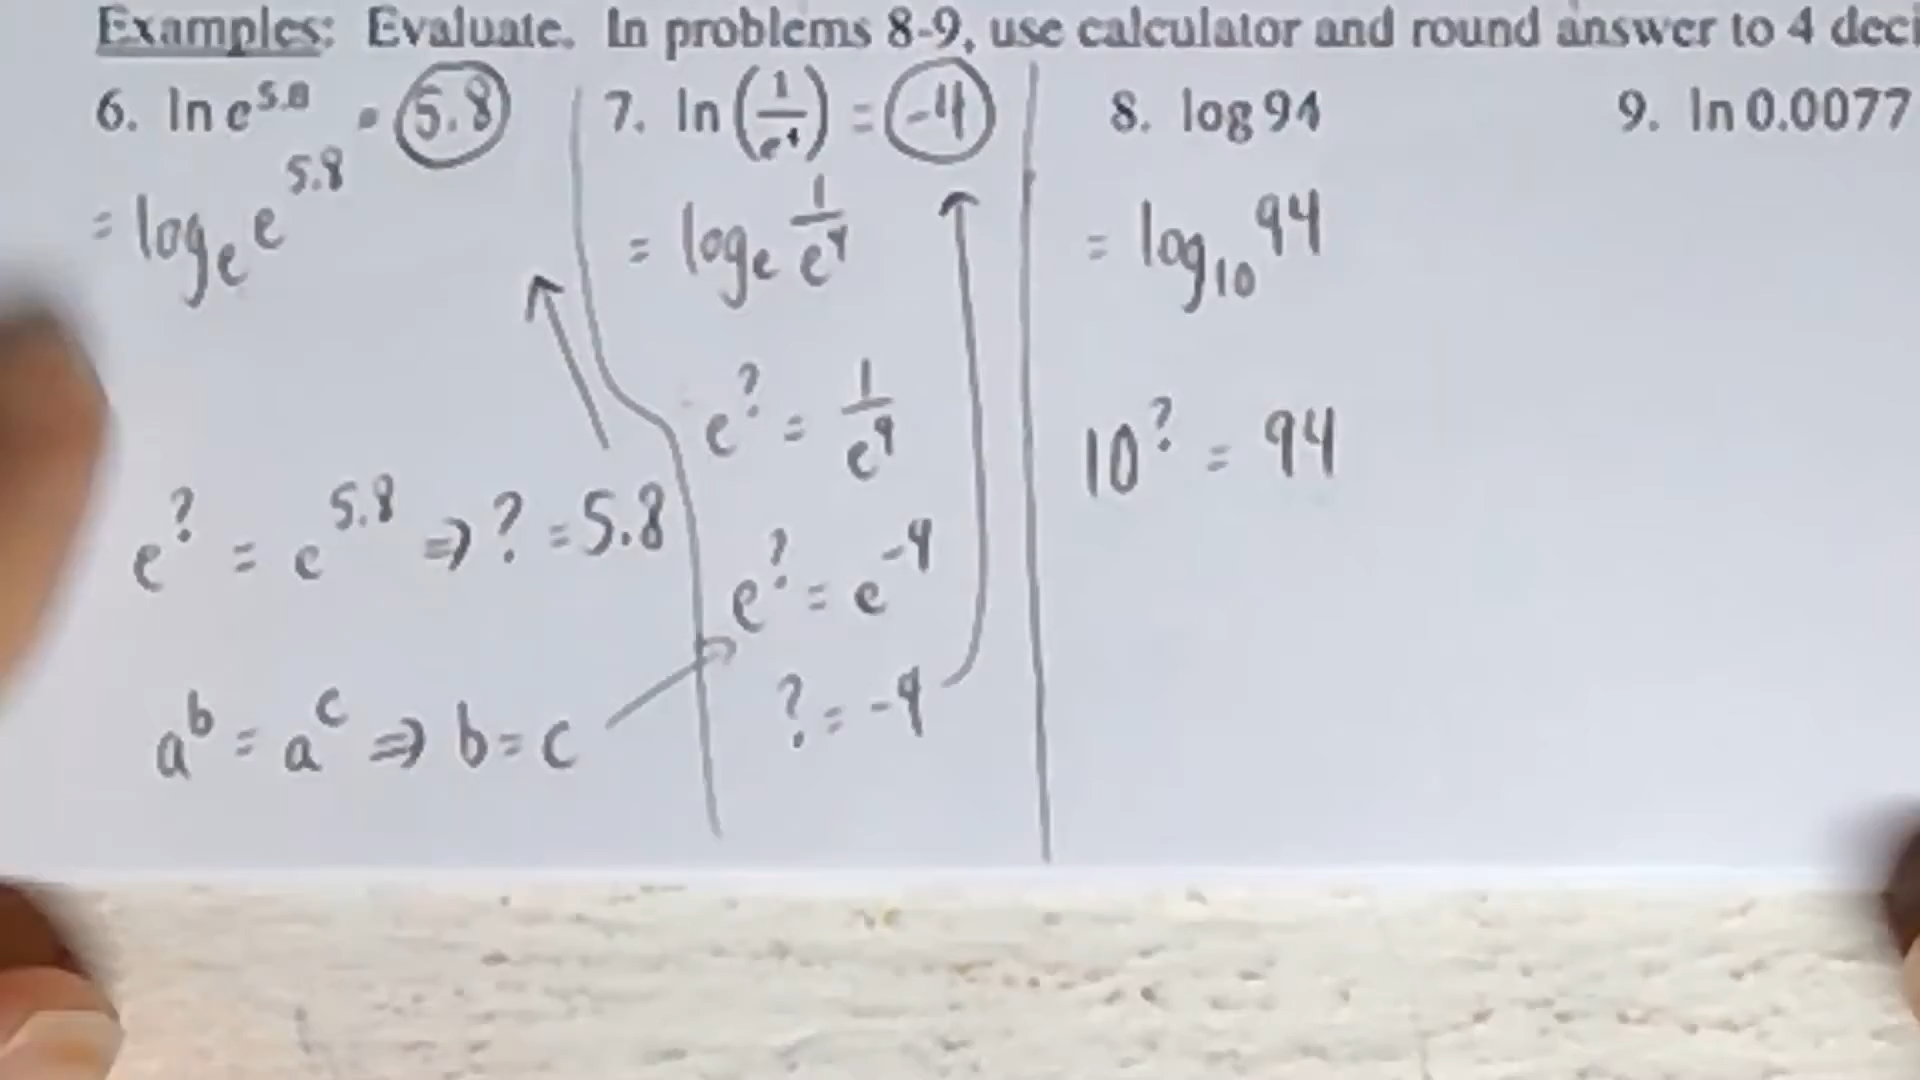 Examples: Evaluate. In problems 8-9, use calculator and round answer to 4 deci
6. ln e^5.8 = 5.8
= log_e e^5.8
e^? = e^5.8 ⇒ ? = 5.8
a^b = a^c ⇒ b = c
7. ln (1/e^4) = -4
= log_e 1/e^4
e^? = 1/e^4
e^? = e^-4
? = -4
8. log 94
= log_10 94
10^? = 94
9. ln 0.0077